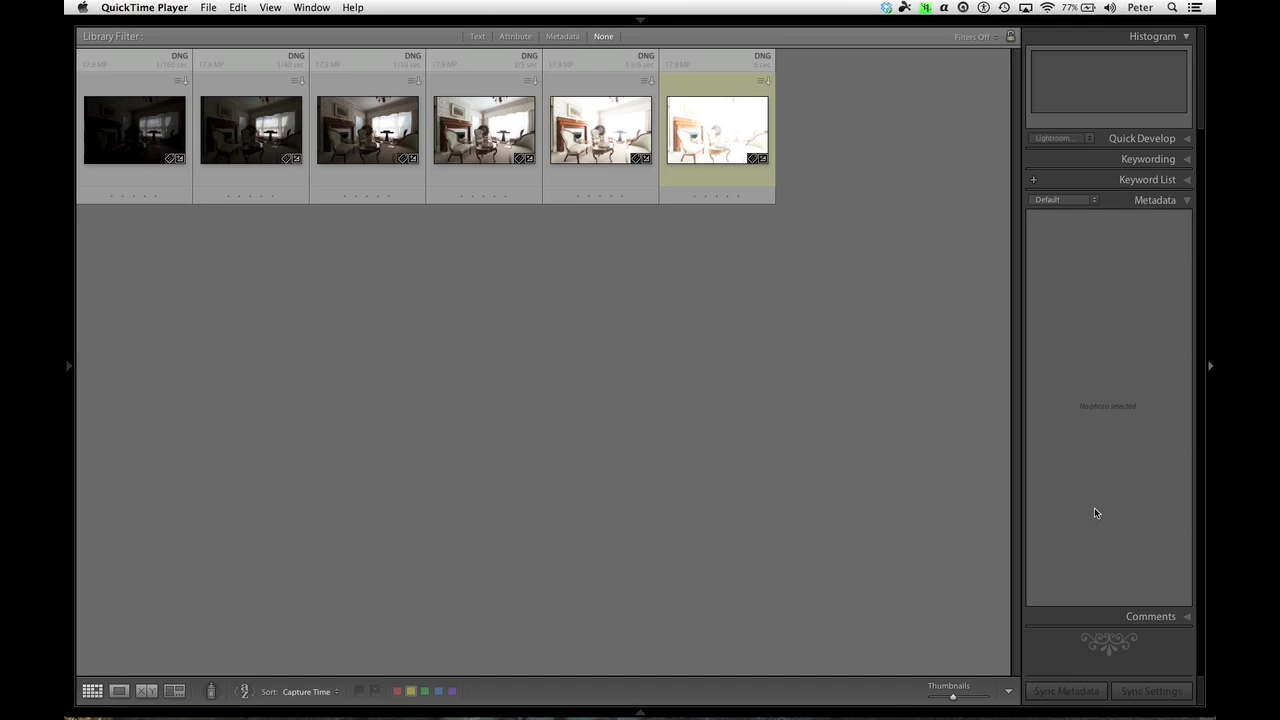 QuickTime Player File Edit View Window Help 77% Peter
Library Filter : Text Attribute Metadata None Filters Off
Histogram
DNG DNG DNG DNG DNG DNG
17.9 MP 1/160 sec 17.9 MP 1/40 sec 17.9 MP 1/10 sec 17.9 MP 2/5 sec 17.9 MP 1 3/5 sec 17.9 MP 6 sec
Lightroom... Quick Develop
Keywording
+ Keyword List
Default Metadata
No photo selected.
Comments
Sort: Capture Time
Thumbnails
Sync Metadata Sync Settings